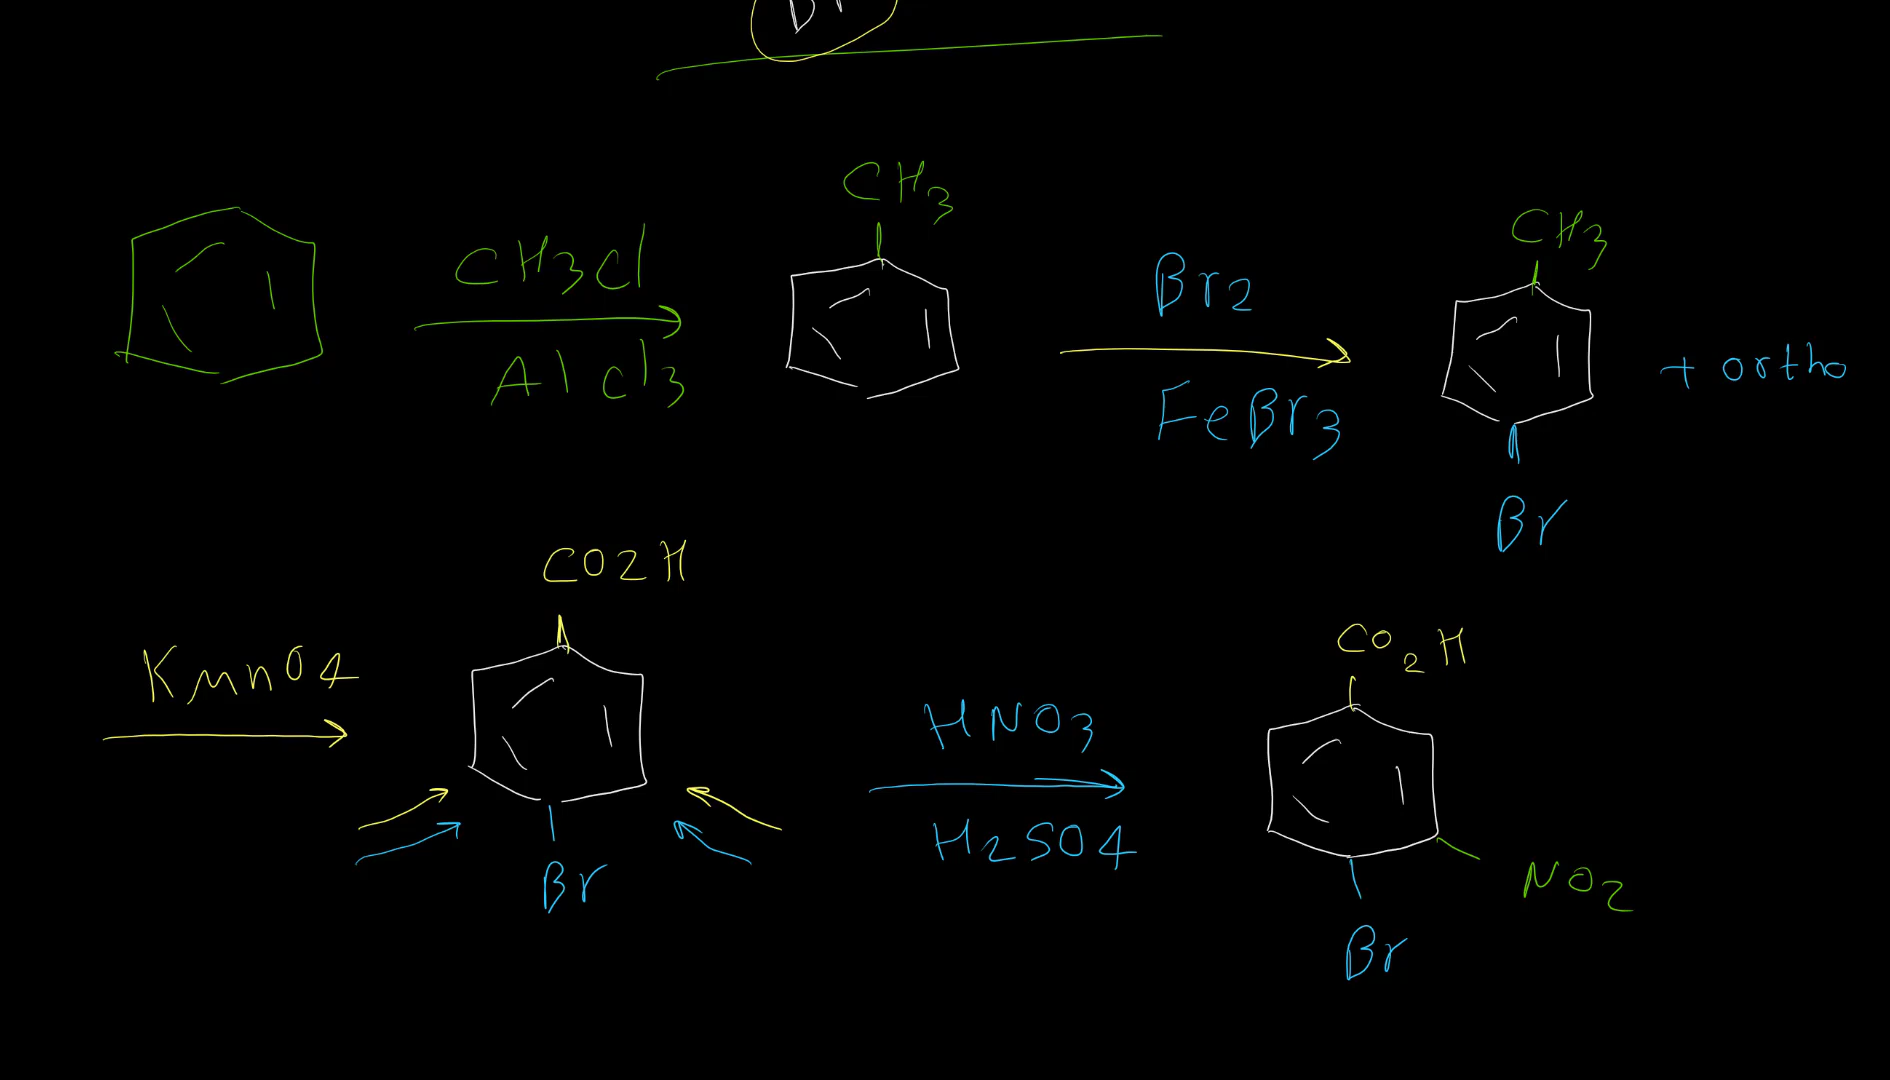 CH3
CH3Cl
AlCl3
CH3
Br2
FeBr3
+ ortho
Br
CO2H
KmnO4
Br
HNO3
H2SO4
CO2H
NO2
Br